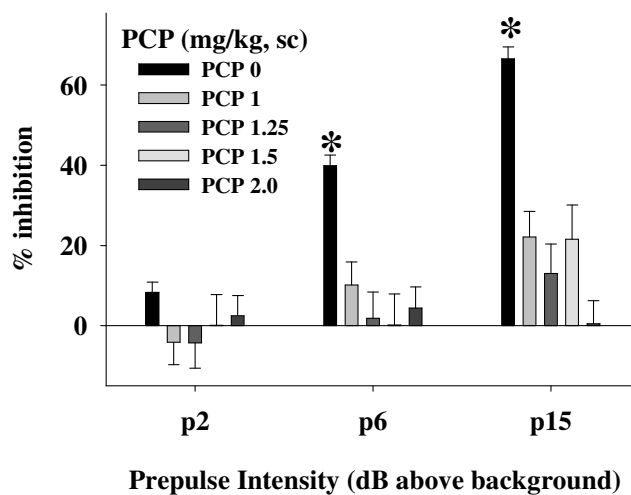 PCP (mg/kg, sc)
PCP 0
PCP 1
PCP 1.25
PCP 1.5
PCP 2.0
*
*
% inhibition
60
40
20
0
p2
p6
p15
Prepulse Intensity (dB above background)